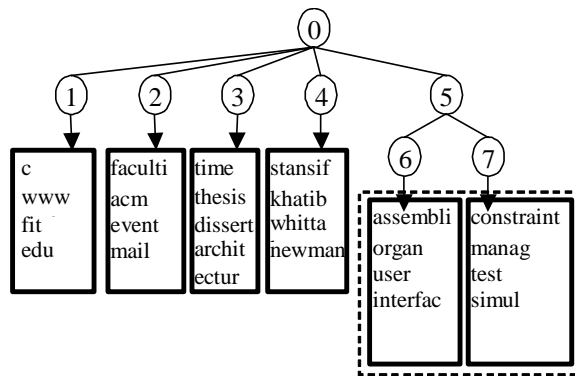 0
1
2
3
4
5
6
7
c
www
fit
edu
faculti
acm
event
mail
time
thesis
dissert
archit
ectur
stansif
khatib
whitta
newman
assembli
organ
user
interfac
constraint
manag
test
simul